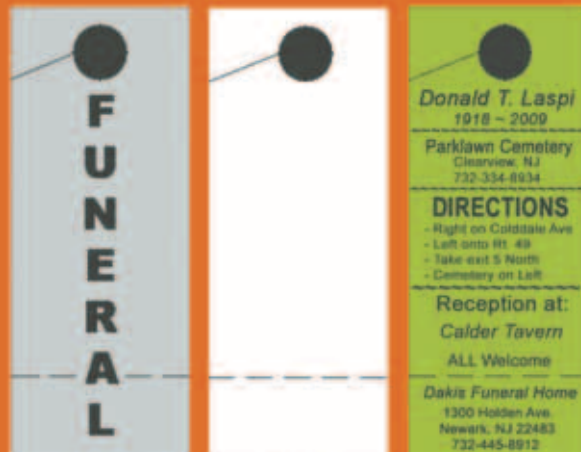 FUNERAL
Donald T. Laspi
1918 ~ 2009
Parklawn Cemetery
Clearview, NJ
732-334-8934
DIRECTIONS
- Right on Colddale Ave
- Left onto Rt 49
- Take exit 5 North
- Cemetery on Left
Reception at:
Calder Tavern
ALL Welcome
Dakis Funeral Home
1300 Holden Ave.
Newark, NJ 22483
732-445-8912